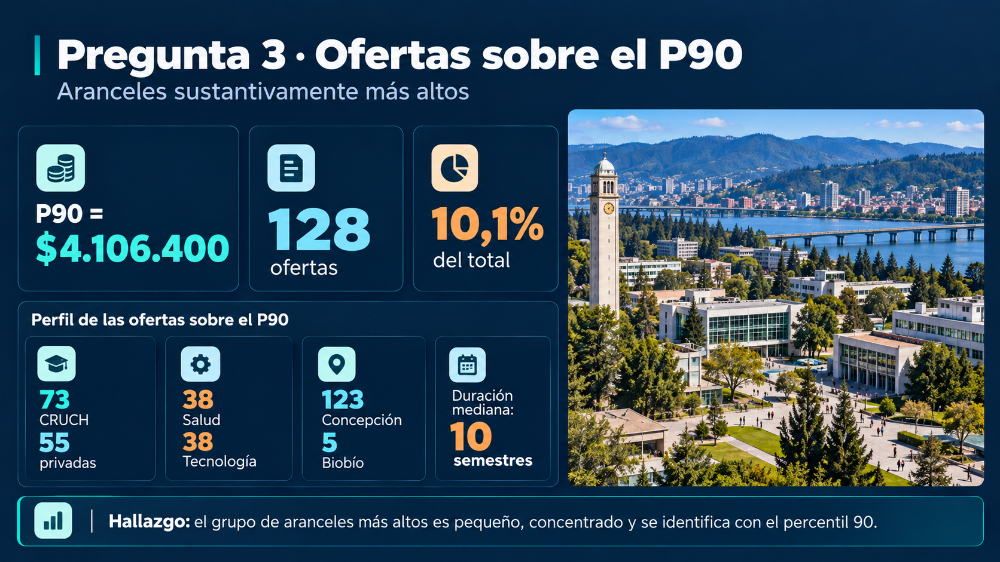 Pregunta 3 · Ofertas sobre el P90
Aranceles sustantivamente más altos
P90 =
$4.106.400
128
ofertas
10,1%
del total
Perfil de las ofertas sobre el P90
73
CRUCH
55
privadas
38
Salud
38
Tecnología
123
Concepción
5
Biobío
Duración
mediana:
10
semestres
Hallazgo: el grupo de aranceles más altos es pequeño, concentrado y se identifica con el percentil 90.